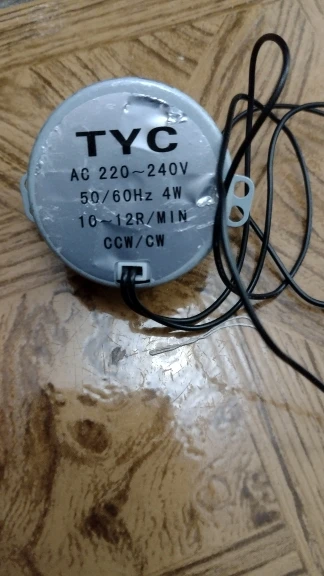 TYC
AC 220~240V
50/60Hz 4W
10~12R/MIN
CCW/CW